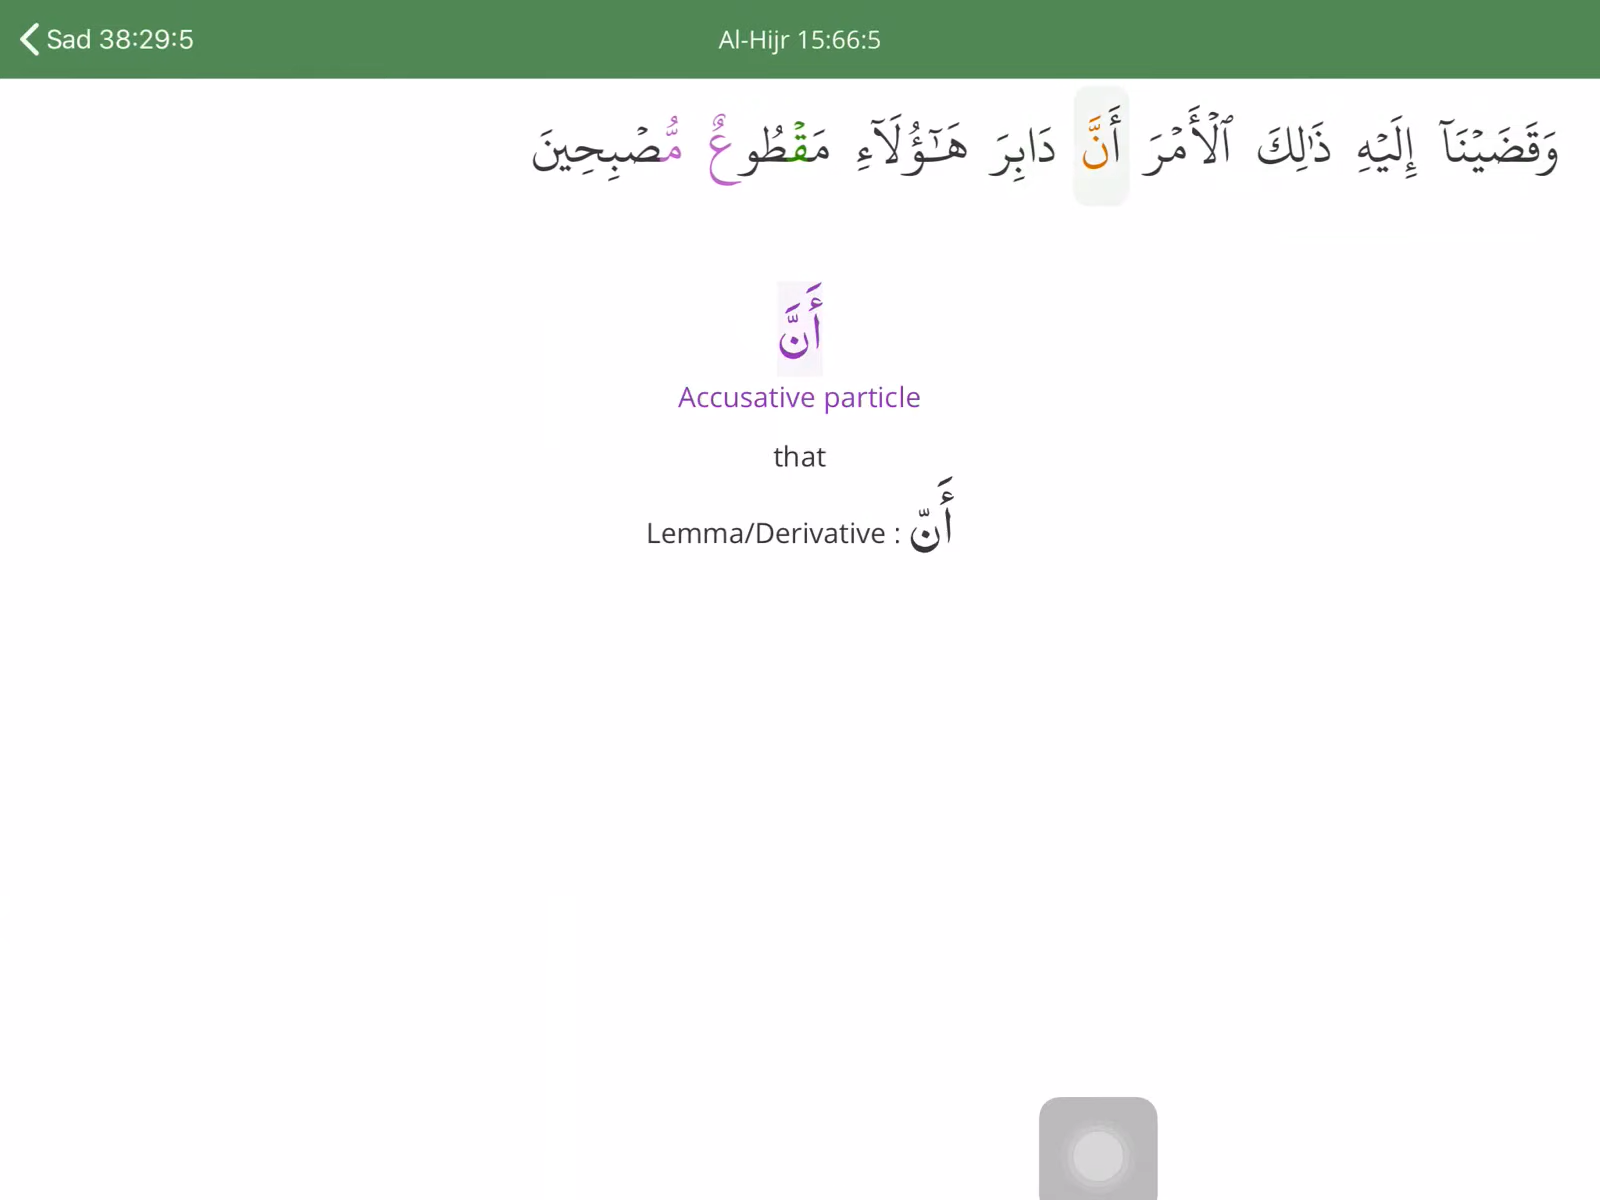 Sad 38:29:5
Al-Hijr 15:66:5
وَقَضَيْنَآ إِلَيْهِ ذَٰلِكَ ٱلْأَمْرَ أَنَّ دَابِرَ هَـٰٓؤُلَآءِ مَقْطُوعٌ مُّصْبِحِينَ
أَنَّ
Accusative particle
that
Lemma/Derivative : أَنّ